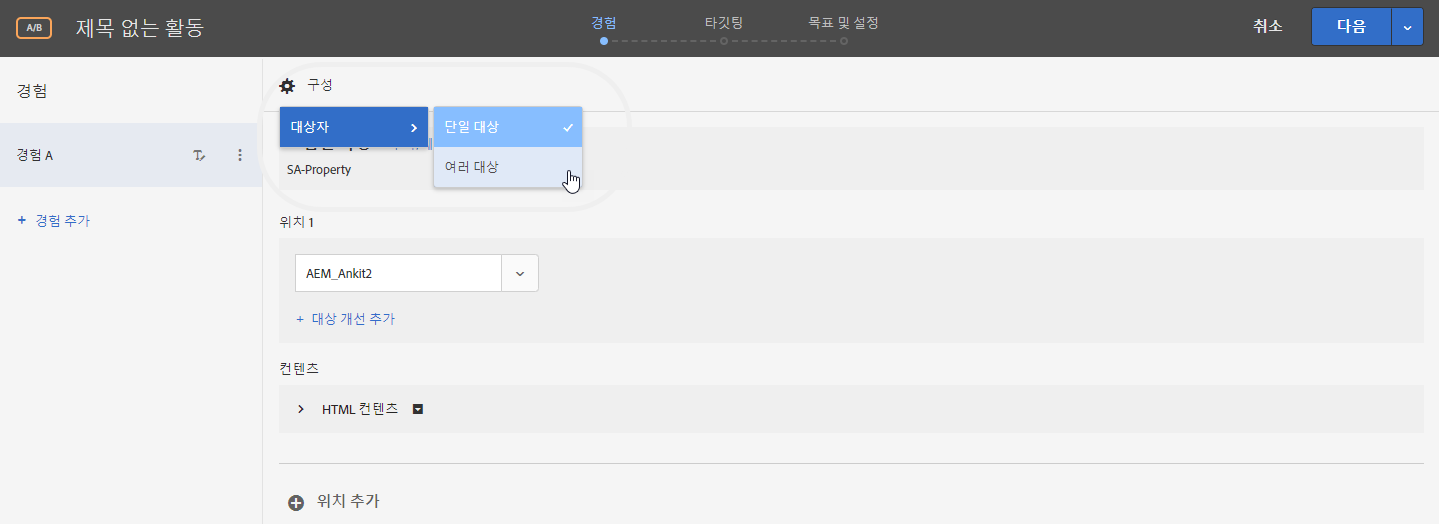 A/B 제목 없는 활동
경험 타깃팅 목표 및 설정
취소 다음
경험
경험 A
+ 경험 추가
구성
대상자
단일 대상
여러 대상
SA-Property
위치 1
AEM_Ankit2
+ 대상 개선 추가
컨텐츠
HTML 컨텐츠
위치 추가